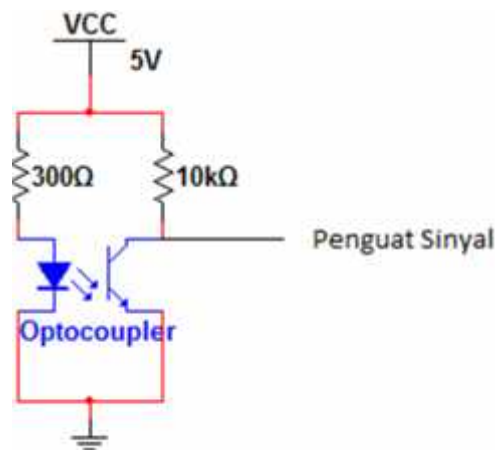 VCC
5V
300Ω
10kΩ
Penguat Sinyal
Optocoupler